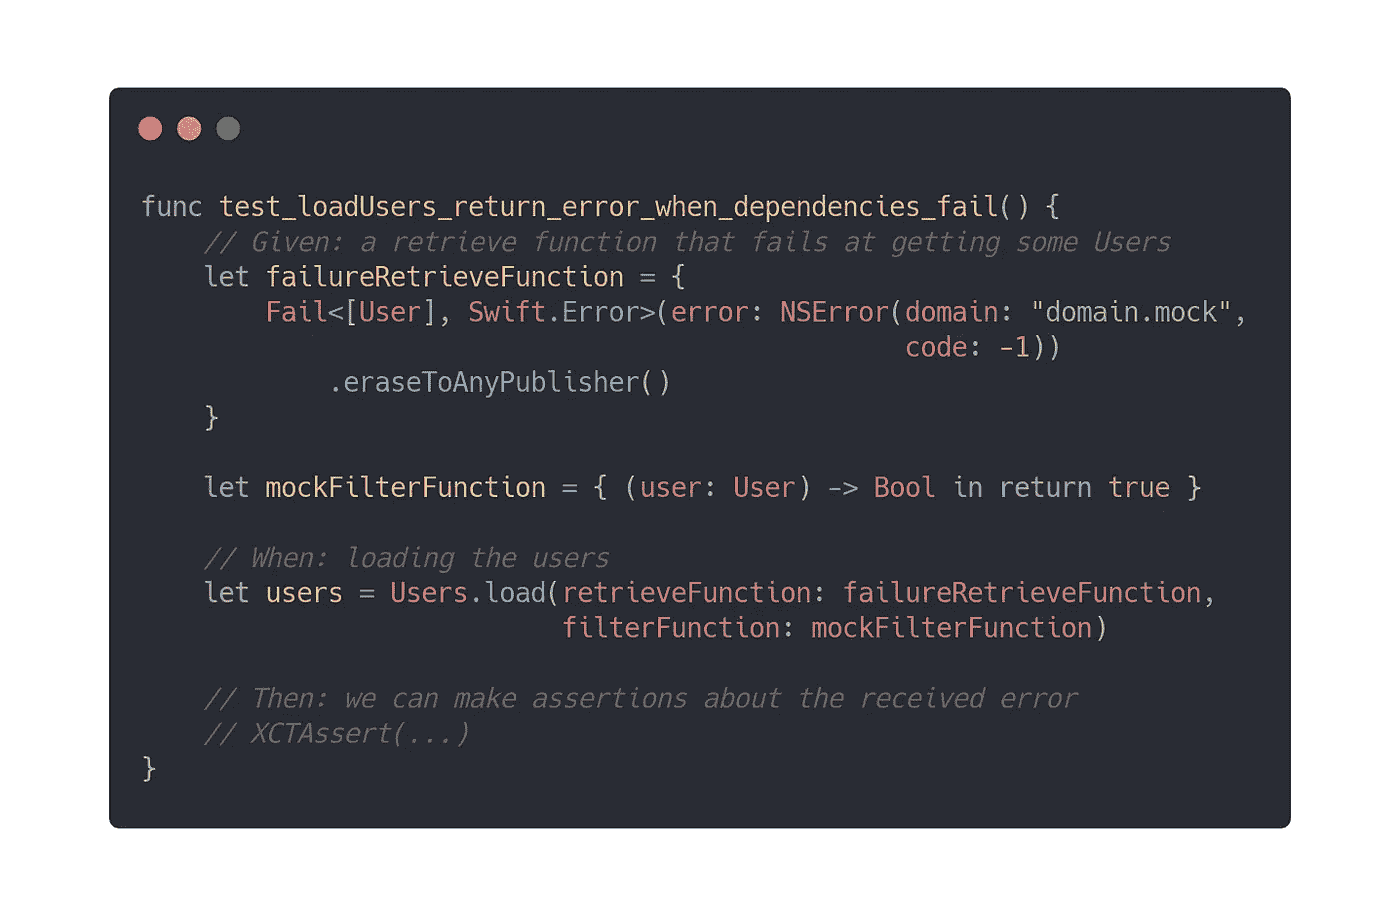 func test_loadUsers_return_error_when_dependencies_fail() {
    // Given: a retrieve function that fails at getting some Users
    let failureRetrieveFunction = {
        Fail<[User], Swift.Error>(error: NSError(domain: "domain.mock",
                                                 code: -1))
            .eraseToAnyPublisher()
    }
    let mockFilterFunction = { (user: User) -> Bool in return true }
    // When: loading the users
    let users = Users.load(retrieveFunction: failureRetrieveFunction,
                           filterFunction: mockFilterFunction)
    // Then: we can make assertions about the received error
    // XCTAssert(...)
}